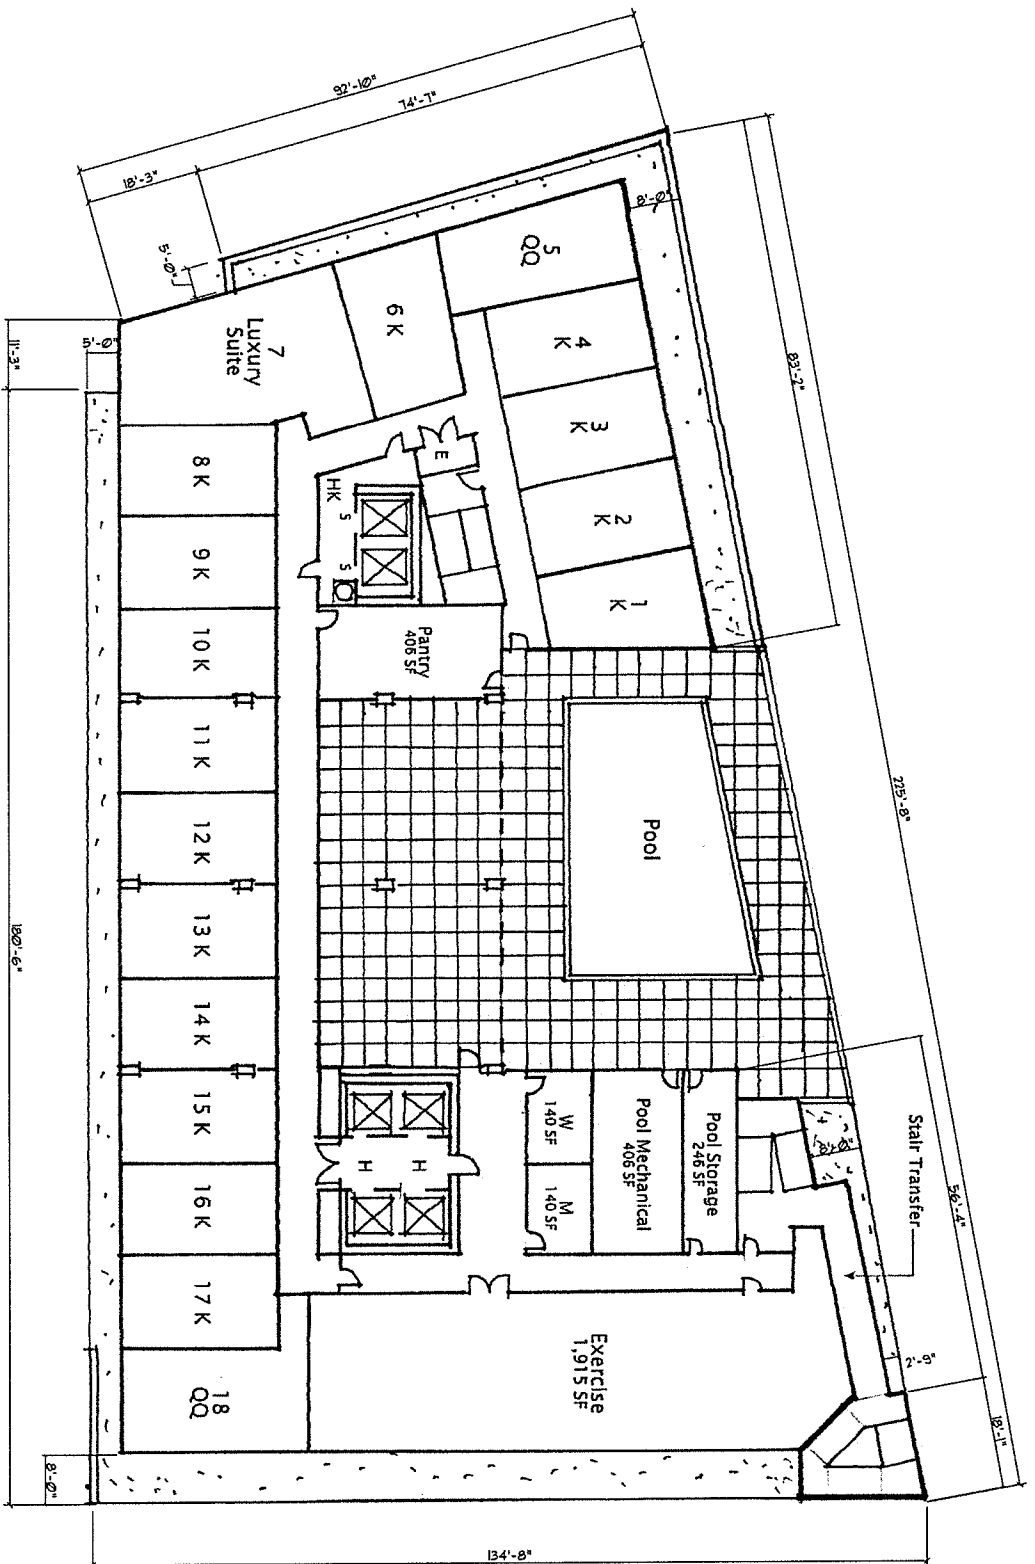 92'-10"
74'-7"
18'-3"
5'-0"
8'-0"
83'-2"
225'-8"
5
QQ
4
K
3
K
2
K
1
K
6 K
7
Luxury
Suite
11'-3"
5'-0"
8 K
9 K
10 K
11 K
12 K
13 K
14 K
15 K
16 K
17 K
18
QQ
180'-6"
E
HK
S
S
Pantry
406 SF
Pool
H
H
W
140 SF
M
140 SF
Pool Mechanical
406 SF
Pool Storage
246 SF
8'-0"
Stair Transfer
56'-4"
2'-9"
18'-1"
Exercise
1,915 SF
8'-0"
134'-8"